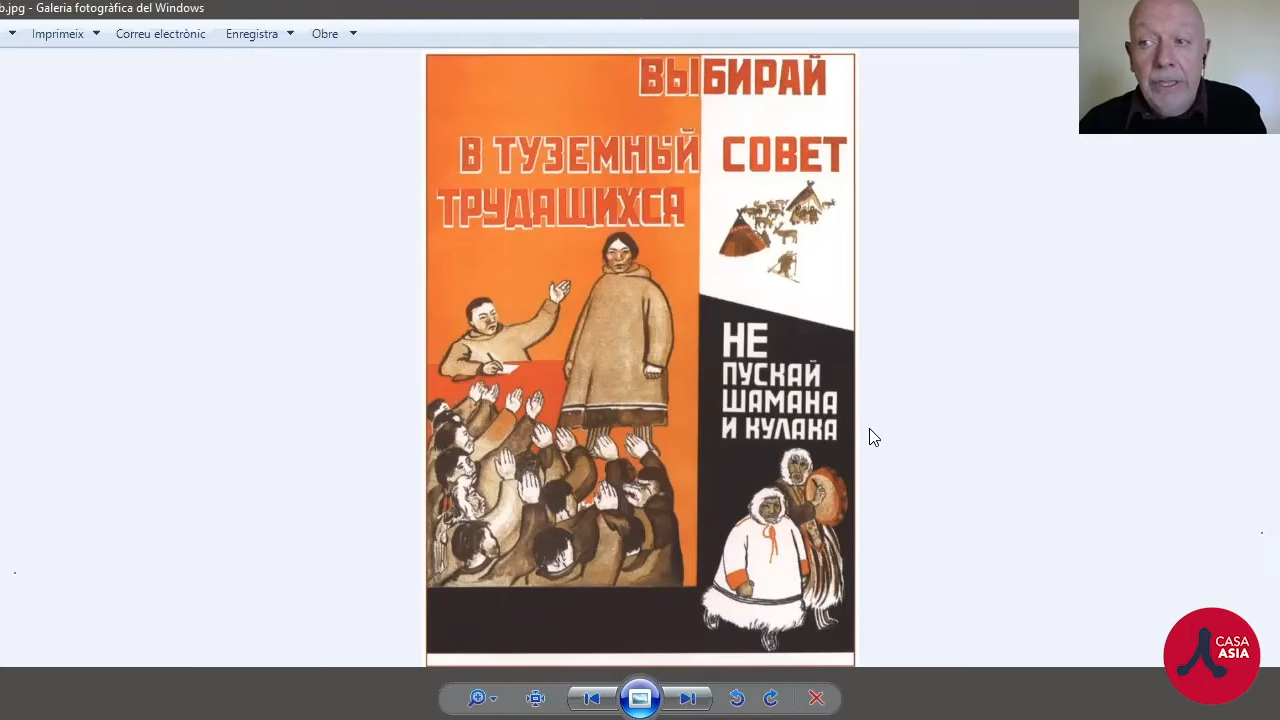 b.jpg - Galeria fotogràfica del Windows
Imprimeix
Correu electrònic
Enregistra
Obre
ВЫБИРАЙ
В ТУЗЕМНЫЙ СОВЕТ
ТРУДЯЩИХСЯ
НЕ
ПУСКАЙ
ШАМАНА
И КУЛАКА
CASA
ASIA